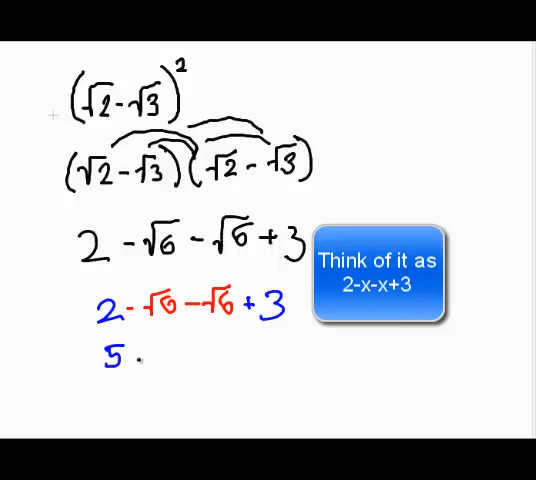 (√2 - √3)²
(√2 - √3)(√2 - √3)
2 - √6 - √6 + 3
Think of it as
2-x-x+3
2 - √6 - √6 + 3
5 .